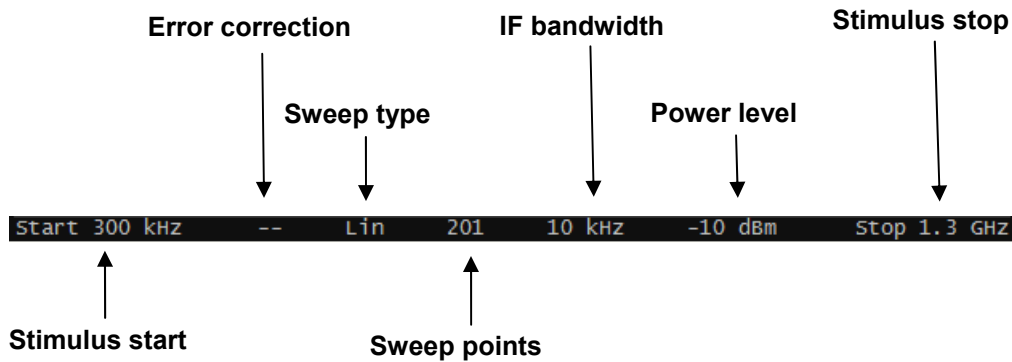 Error correction
IF bandwidth
Stimulus stop
Sweep type
Power level
Start 300 kHz -- Lin 201 10 kHz -10 dBm Stop 1.3 GHz
Stimulus start
Sweep points